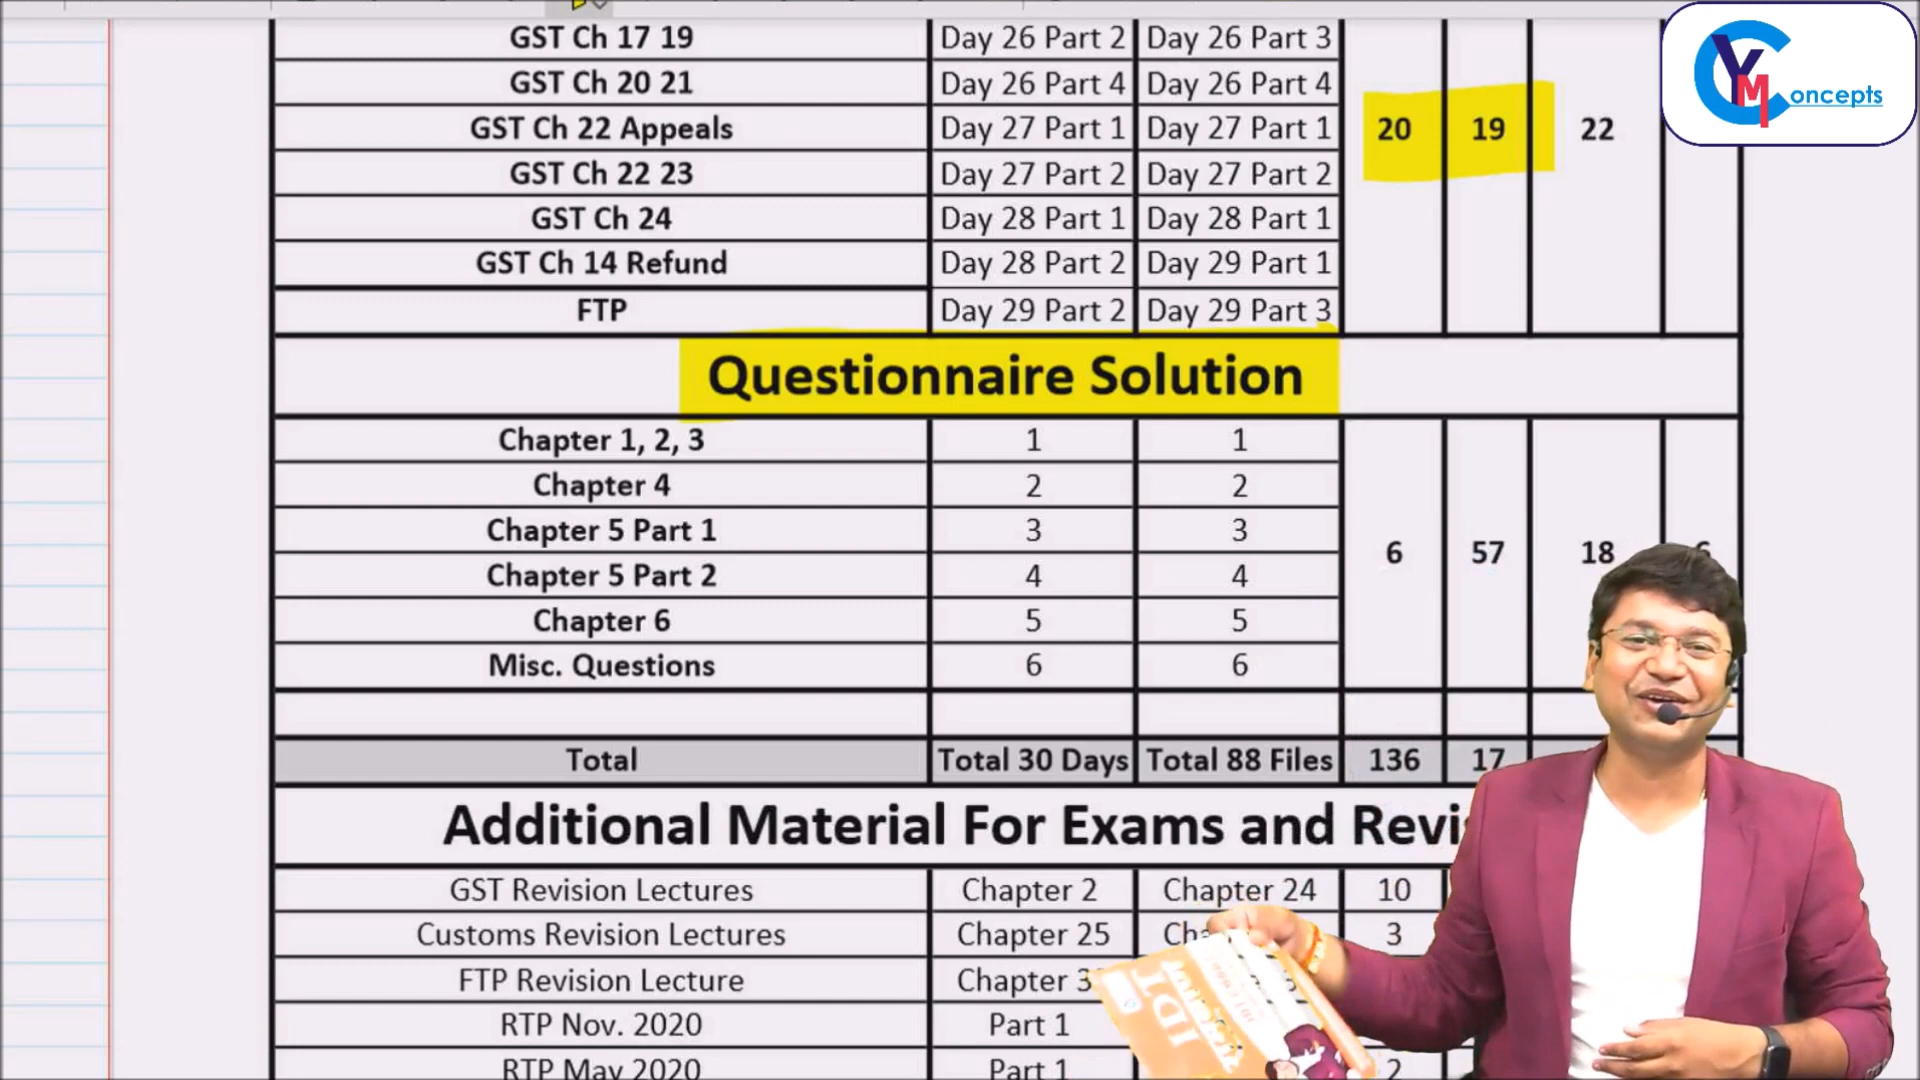 GST Ch 17 19 Day 26 Part 2 Day 26 Part 3
GST Ch 20 21 Day 26 Part 4 Day 26 Part 4
GST Ch 22 Appeals Day 27 Part 1 Day 27 Part 1 20 19 22
GST Ch 22 23 Day 27 Part 2 Day 27 Part 2
GST Ch 24 Day 28 Part 1 Day 28 Part 1
GST Ch 14 Refund Day 28 Part 2 Day 29 Part 1
FTP Day 29 Part 2 Day 29 Part 3
YM Concepts
Questionnaire Solution
Chapter 1, 2, 3 1 1
Chapter 4 2 2
Chapter 5 Part 1 3 3
6 57 18
Chapter 5 Part 2 4 4
Chapter 6 5 5
Misc. Questions 6 6
Total Total 30 Days Total 88 Files 136 17
Additional Material For Exams and Revi
GST Revision Lectures Chapter 2 Chapter 24 10
Customs Revision Lectures Chapter 25 3
FTP Revision Lecture Chapter 3
RTP Nov. 2020 Part 1
RTP May 2020 Part 1 2
IDT